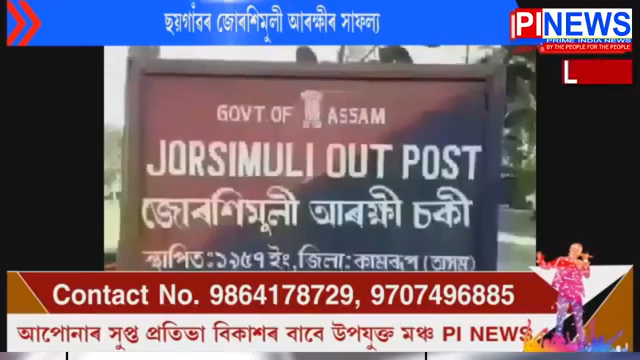 ছয়গাঁৱৰ জোৰশিমুলী আৰক্ষীৰ সাফল্য
PI NEWS
PRIME INDIA NEWS
BY THE PEOPLE FOR THE PEOPLE
L
GOVT. OF ASSAM
JORSIMULI OUT POST
জোৰশিমুলী আৰক্ষী চকী
স্থাপিত: ১৯৫৭ ইং, জিলা: কামৰূপ (অসম)
Contact No. 9864178729, 9707496885
আপোনাৰ সুপ্ত প্ৰতিভা বিকাশৰ বাবে উপযুক্ত মঞ্চ PI NEWS